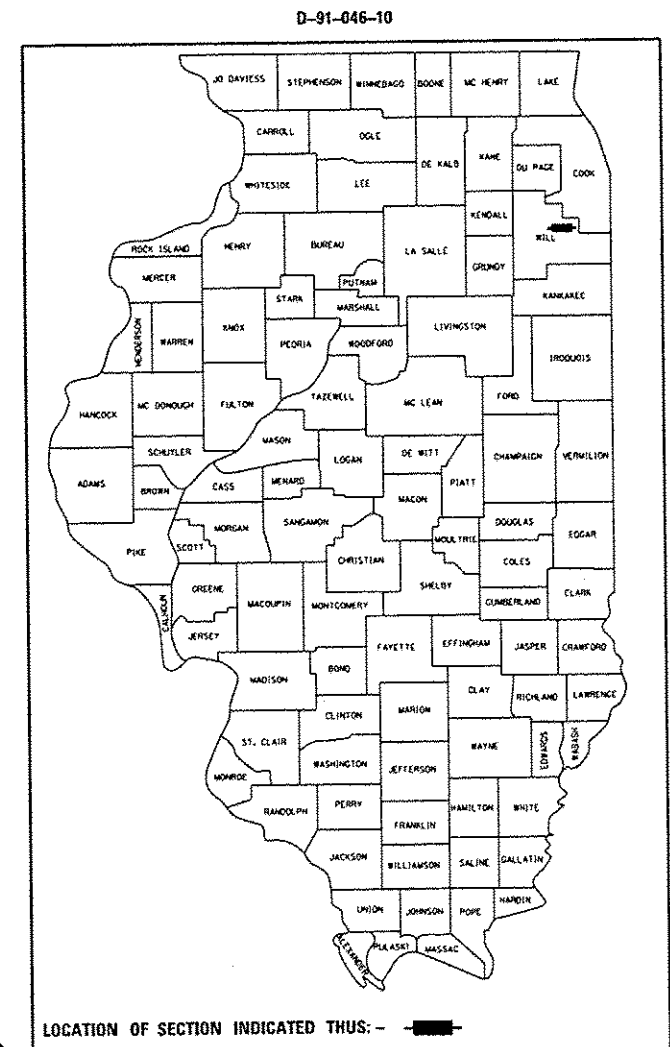 D-91-046-10
JO DAVIESS STEPHENSON WINNEBAGO BOONE MC HENRY LAKE
CARROLL OGLE
DE KALB KANE DU PAGE COOK
WHITESIDE LEE
KENDALL
WILL
ROCK ISLAND HENRY BUREAU LA SALLE
GRUNDY
MERCER PUTNAM
STARK MARSHALL KANKAKEE
HENDERSON WARREN KNOX LIVINGSTON
PEORIA WOODFORD
IROQUOIS
HANCOCK MC DONOUGH FULTON TAZEWELL MC LEAN FORD
MASON
SCHUYLER LOGAN DE WITT CHAMPAIGN VERMILION
ADAMS BROWN CASS MENARD PIATT
MACON
MORGAN SANGAMON DOUGLAS
PIKE SCOTT MOULTRIE EDGAR
CHRISTIAN COLES
GREENE SHELBY
CALHOUN MACOUPIN MONTGOMERY CUMBERLAND CLARK
JERSEY
FAYETTE EFFINGHAM JASPER CRAWFORD
MADISON BOND
CLAY RICHLAND LAWRENCE
CLINTON MARION
ST. CLAIR WAYNE EDWARDS WABASH
WASHINGTON JEFFERSON
MONROE
RANDOLPH PERRY HAMILTON WHITE
FRANKLIN
JACKSON WILLIAMSON SALINE GALLATIN
UNION JOHNSON POPE HARDIN
ALEXANDER PULASKI MASSAC
LOCATION OF SECTION INDICATED THUS: -